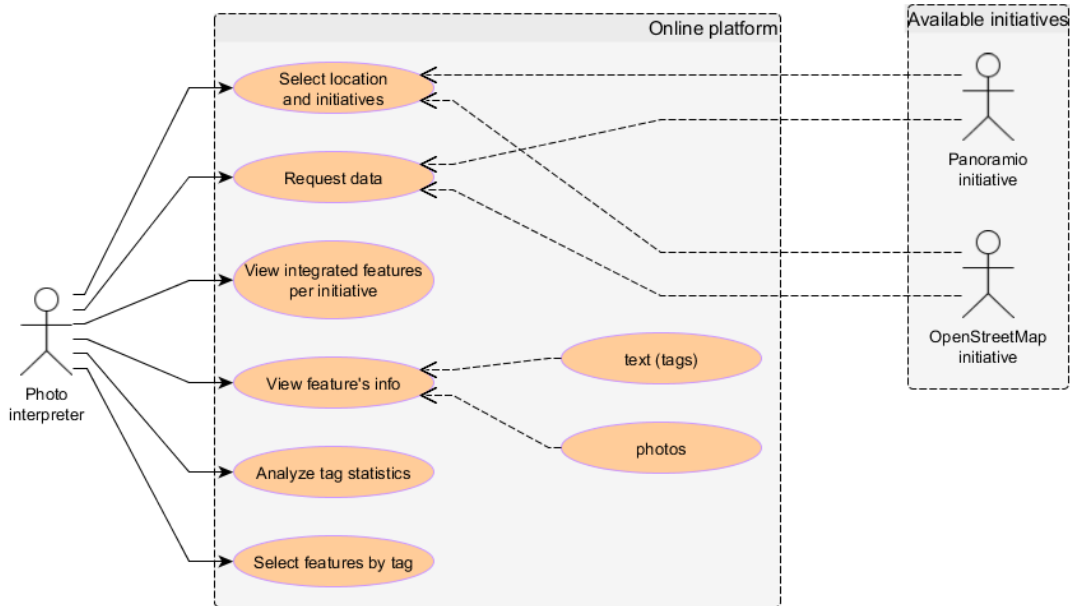 Online platform
Available initiatives
Select location
and initiatives
Panoramio
initiative
Request data
View integrated features
per initiative
OpenStreetMap
initiative
text (tags)
View feature's info
Photo
interpreter
photos
Analyze tag statistics
Select features by tag